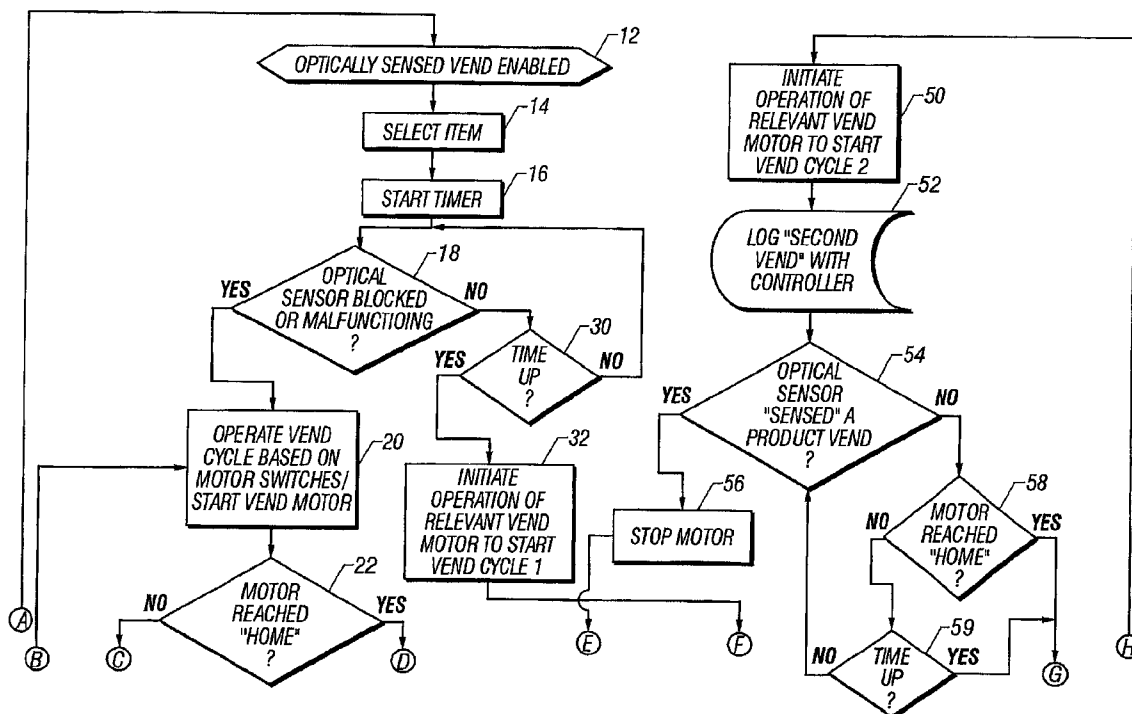 12
OPTICALLY SENSED VEND ENABLED
14
SELECT ITEM
16
START TIMER
18
OPTICAL
SENSOR BLOCKED
OR MALFUNCTIOING
?
YES
NO
30
TIME
UP
?
YES
NO
20
OPERATE VEND
CYCLE BASED ON
MOTOR SWITCHES/
START VEND MOTOR
32
INITIATE
OPERATION OF
RELEVANT VEND
MOTOR TO START
VEND CYCLE 1
22
MOTOR
REACHED
"HOME"
?
NO
YES
A
B
C
D
E
F
50
INITIATE
OPERATION OF
RELEVANT VEND
MOTOR TO START
VEND CYCLE 2
52
LOG "SECOND
VEND" WITH
CONTROLLER
54
OPTICAL
SENSOR
"SENSED" A
PRODUCT VEND
?
YES
NO
56
STOP MOTOR
58
MOTOR
REACHED
"HOME"
?
NO
YES
59
TIME
UP
?
NO
YES
G
H